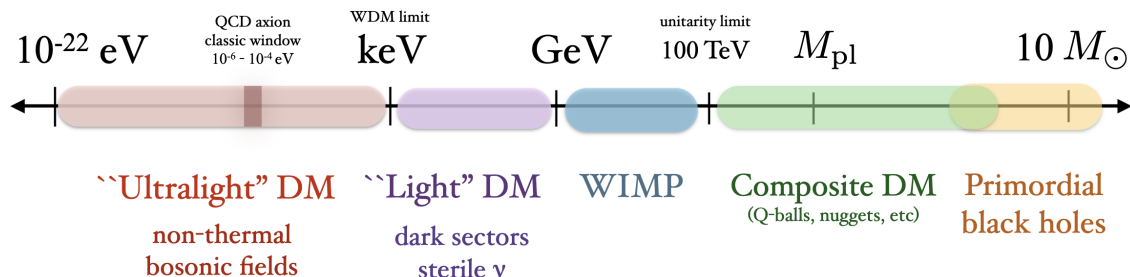 10⁻²² eV
QCD axion
classic window
10⁻⁶ - 10⁻⁴ eV
WDM limit
keV
GeV
unitarity limit
100 TeV
M_pl
10 M_⊙
``Ultralight” DM
non-thermal
bosonic fields
``Light” DM
dark sectors
sterile ν
WIMP
Composite DM
(Q-balls, nuggets, etc)
Primordial
black holes